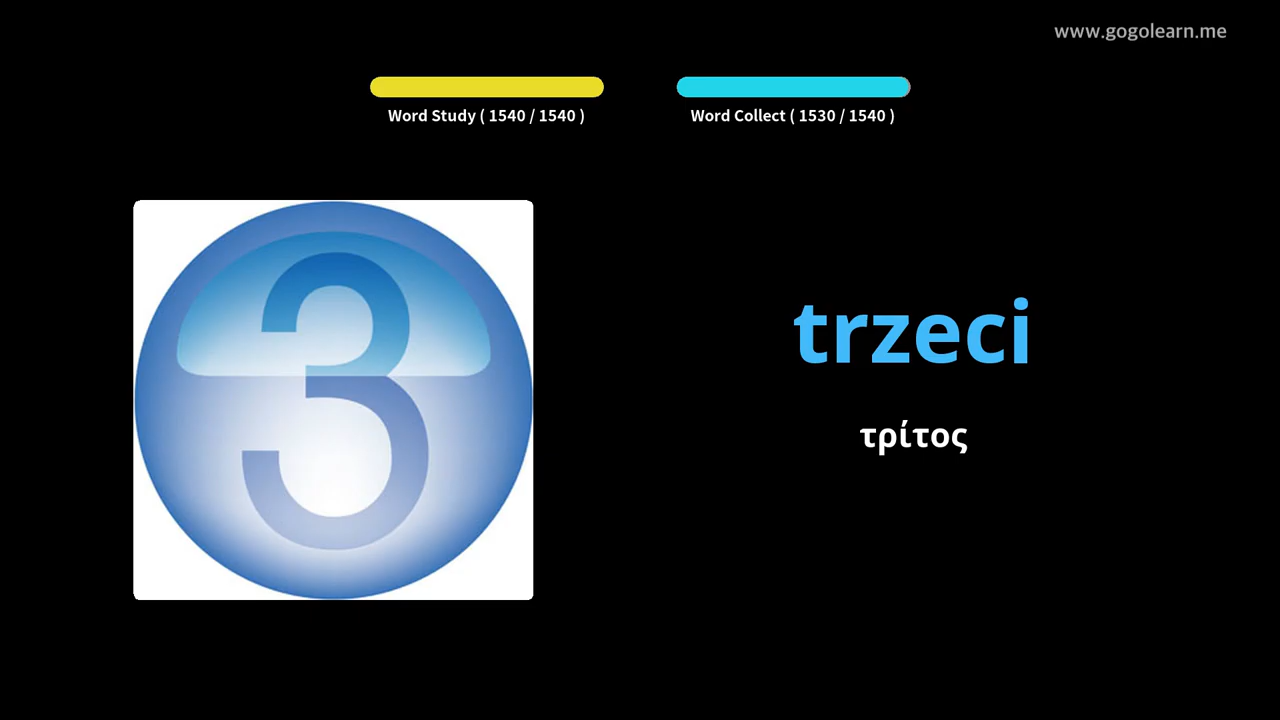 www.gogolearn.me
Word Study ( 1540 / 1540 )
Word Collect ( 1530 / 1540 )
3
trzeci
τρίτος